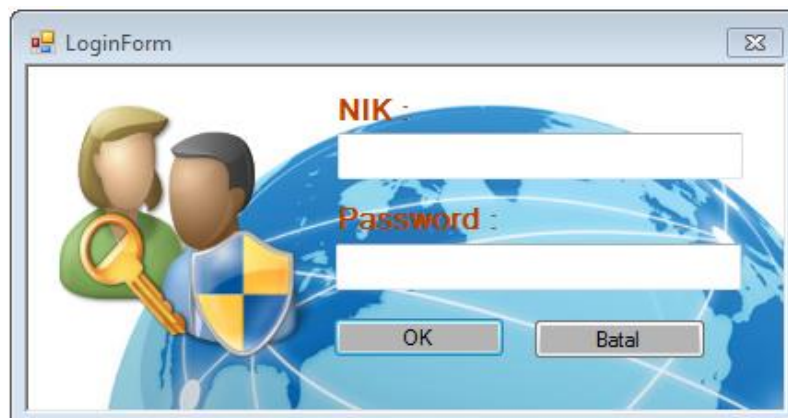 LoginForm
NIK :
Password :
OK
Batal